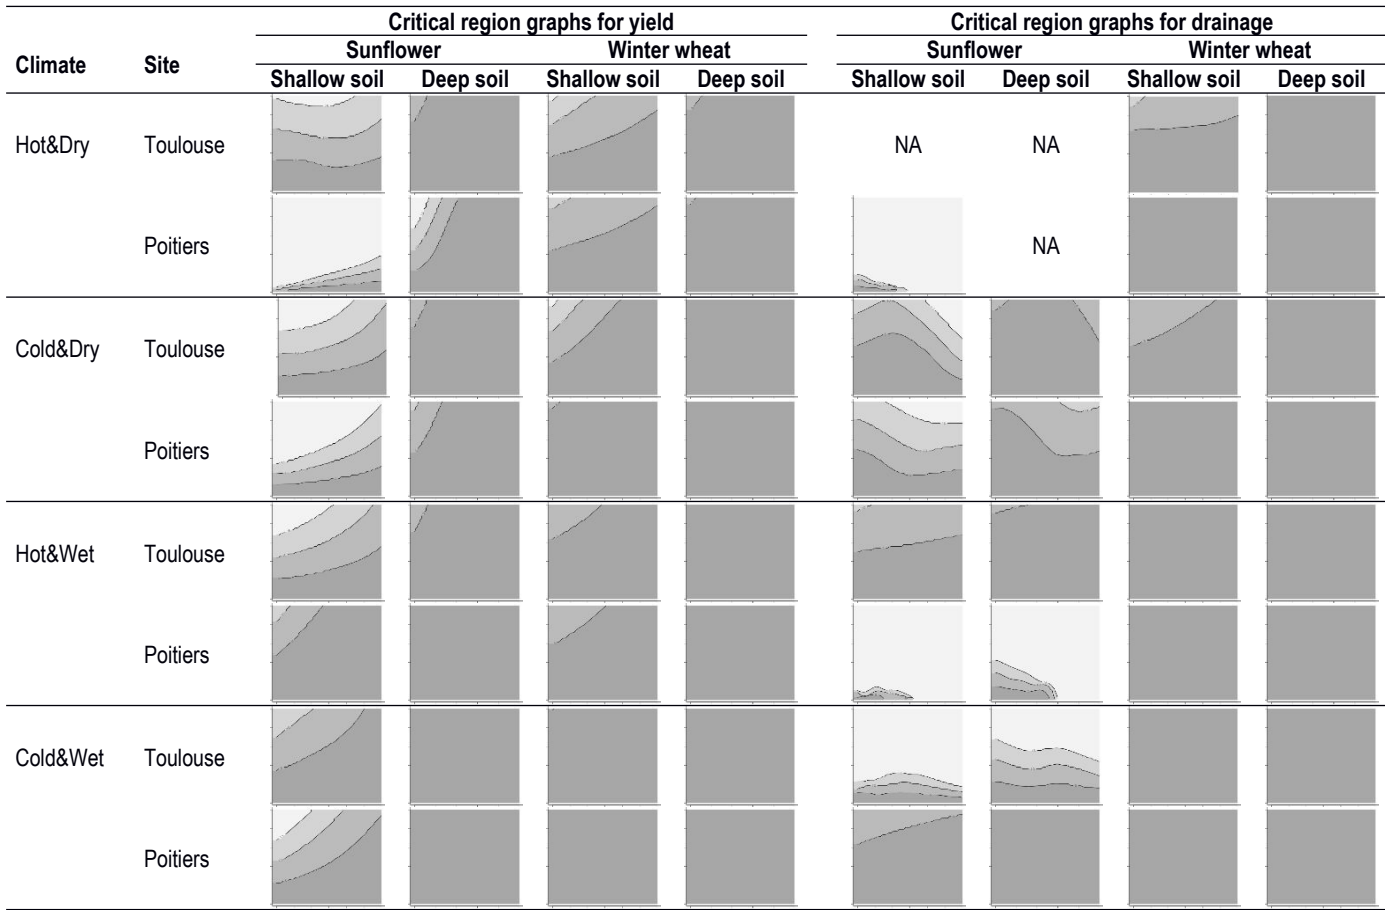 Critical region graphs for yield Critical region graphs for drainage
Sunflower Winter wheat Sunflower Winter wheat
Climate Site
Shallow soil Deep soil Shallow soil Deep soil Shallow soil Deep soil Shallow soil Deep soil
Hot&Dry Toulouse NA NA
Poitiers NA
Cold&Dry Toulouse
Poitiers
Hot&Wet Toulouse
Poitiers
Cold&Wet Toulouse
Poitiers